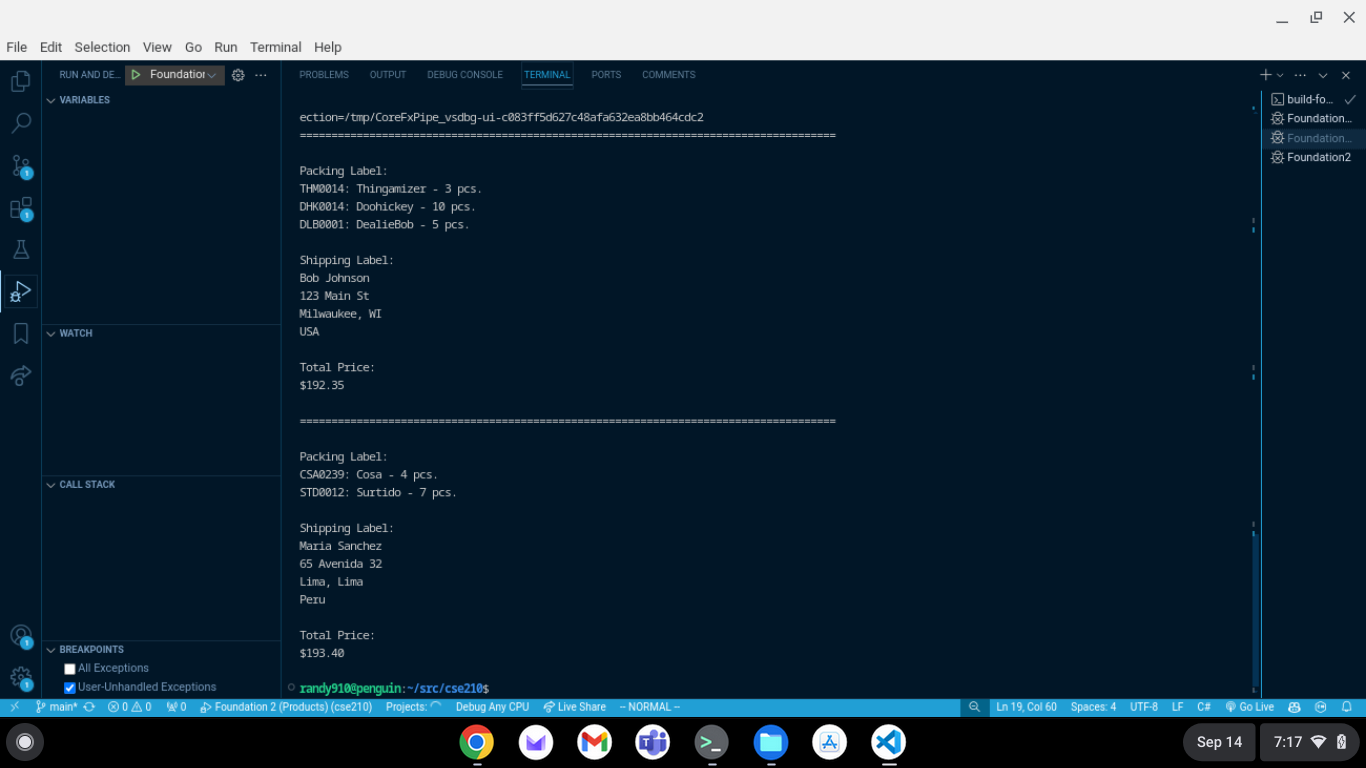 File Edit Selection View Go Run Terminal Help
RUN AND DE... Foundation
PROBLEMS OUTPUT DEBUG CONSOLE TERMINAL PORTS COMMENTS
VARIABLES
WATCH
CALL STACK
BREAKPOINTS
All Exceptions
User-Unhandled Exceptions
1
1
1
1
ection=/tmp/CoreFxPipe_vsdbg-ui-c083ff5d627c48afa632ea8bb464cdc2
=====================================================================================
Packing Label:
THM0014: Thingamizer - 3 pcs.
DHK0014: Doohickey - 10 pcs.
DLB0001: DealieBob - 5 pcs.
Shipping Label:
Bob Johnson
123 Main St
Milwaukee, WI
USA
Total Price:
$192.35
=====================================================================================
Packing Label:
CSA0239: Cosa - 4 pcs.
STD0012: Surtido - 7 pcs.
Shipping Label:
Maria Sanchez
65 Avenida 32
Lima, Lima
Peru
Total Price:
$193.40
randy910@penguin:~/src/cse210$
build-fo...
Foundation...
Foundation...
Foundation2
main* 0 0 0 Foundation 2 (Products) (cse210) Projects: Debug Any CPU Live Share -- NORMAL -- Ln 19, Col 60 Spaces: 4 UTF-8 LF C# Go Live
Sep 14 7:17